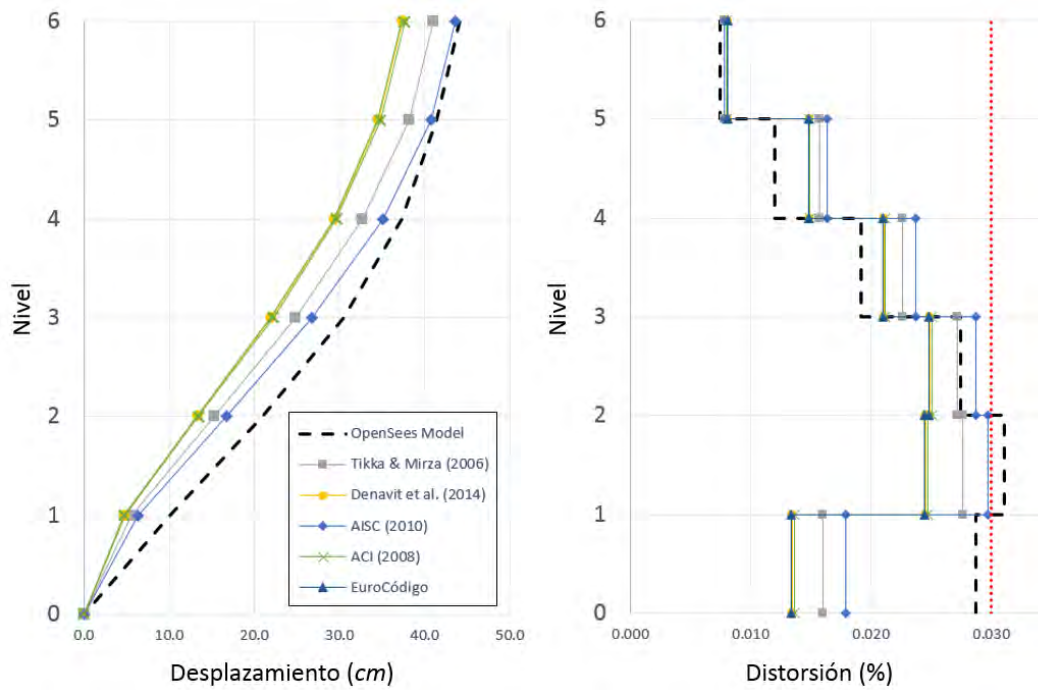 6
5
4
3
2
1
0
Nivel
0.0
10.0
20.0
30.0
40.0
50.0
Desplazamiento (cm)
OpenSees Model
Tikka & Mirza (2006)
Denavit et al. (2014)
AISC (2010)
ACI (2008)
EuroCódigo
6
5
4
3
2
1
0
Nivel
0.000
0.010
0.020
0.030
Distorsión (%)